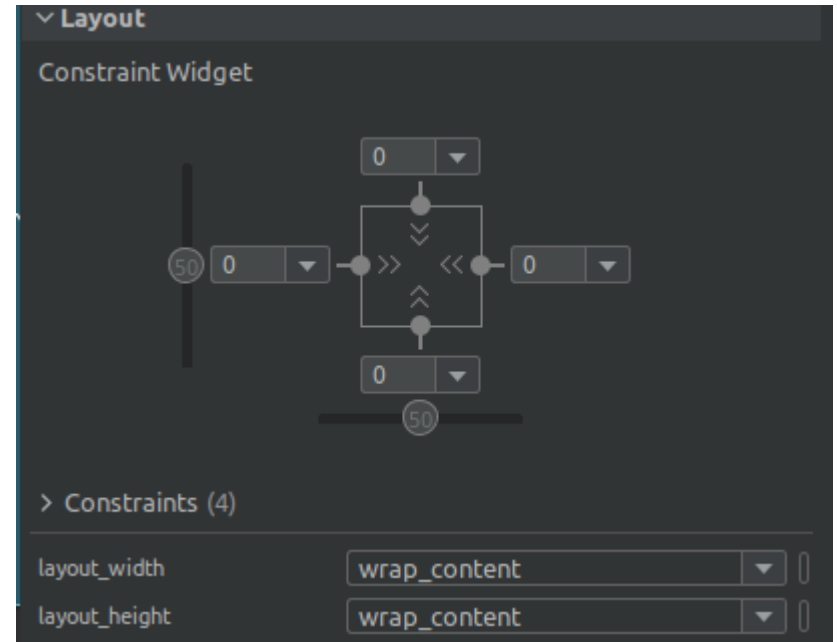 Layout
Constraint Widget
0
50
0
0
0
50
Constraints (4)
layout_width
wrap_content
layout_height
wrap_content